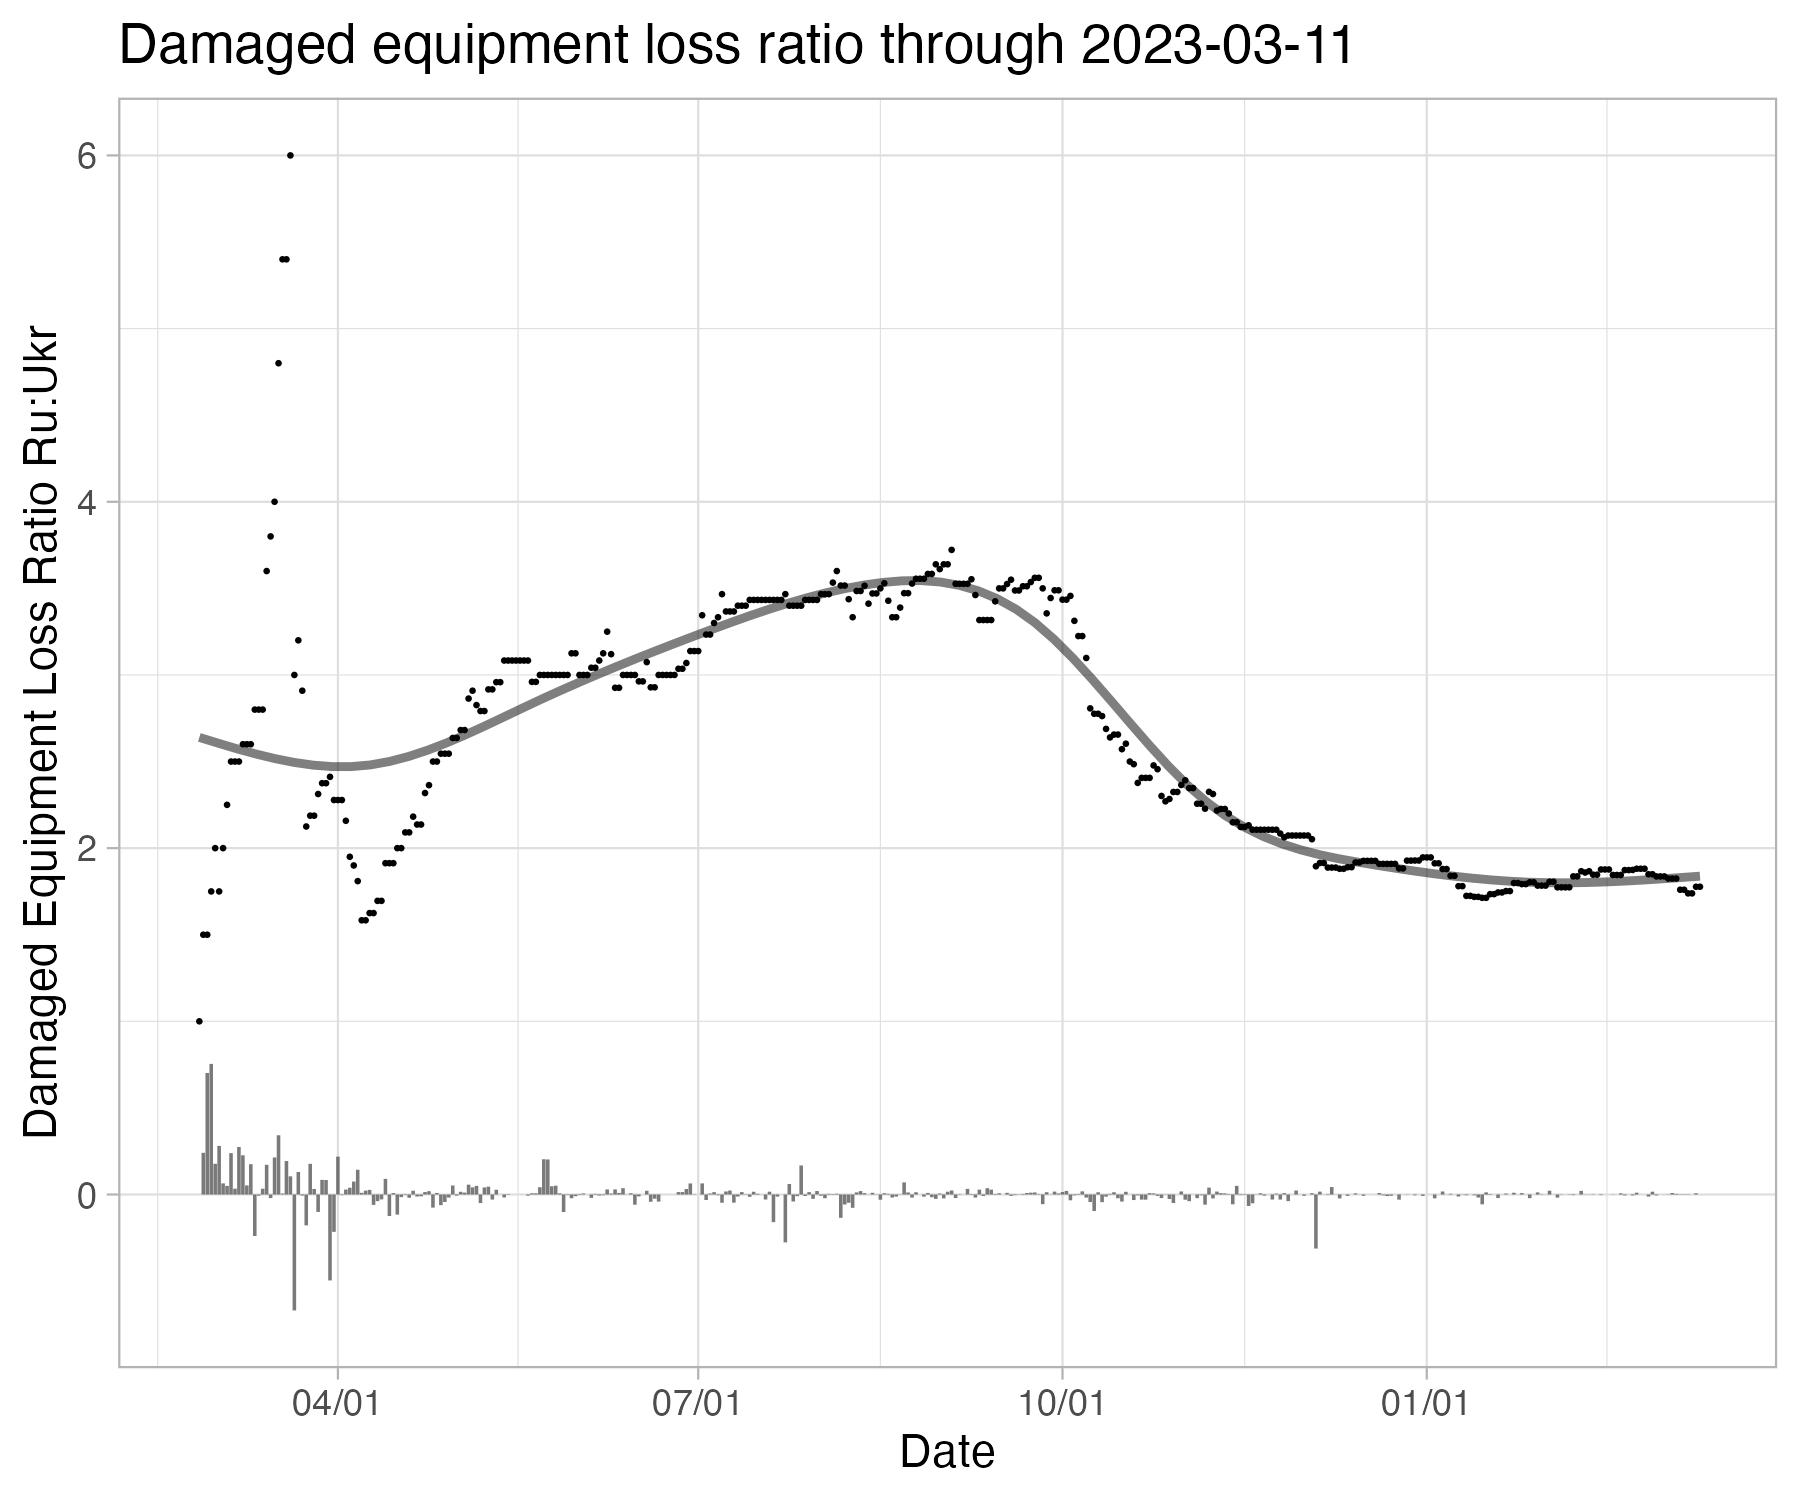 Damaged equipment loss ratio through 2023-03-11
Damaged Equipment Loss Ratio Ru:Ukr
6
4
2
0
04/01
07/01
10/01
01/01
Date